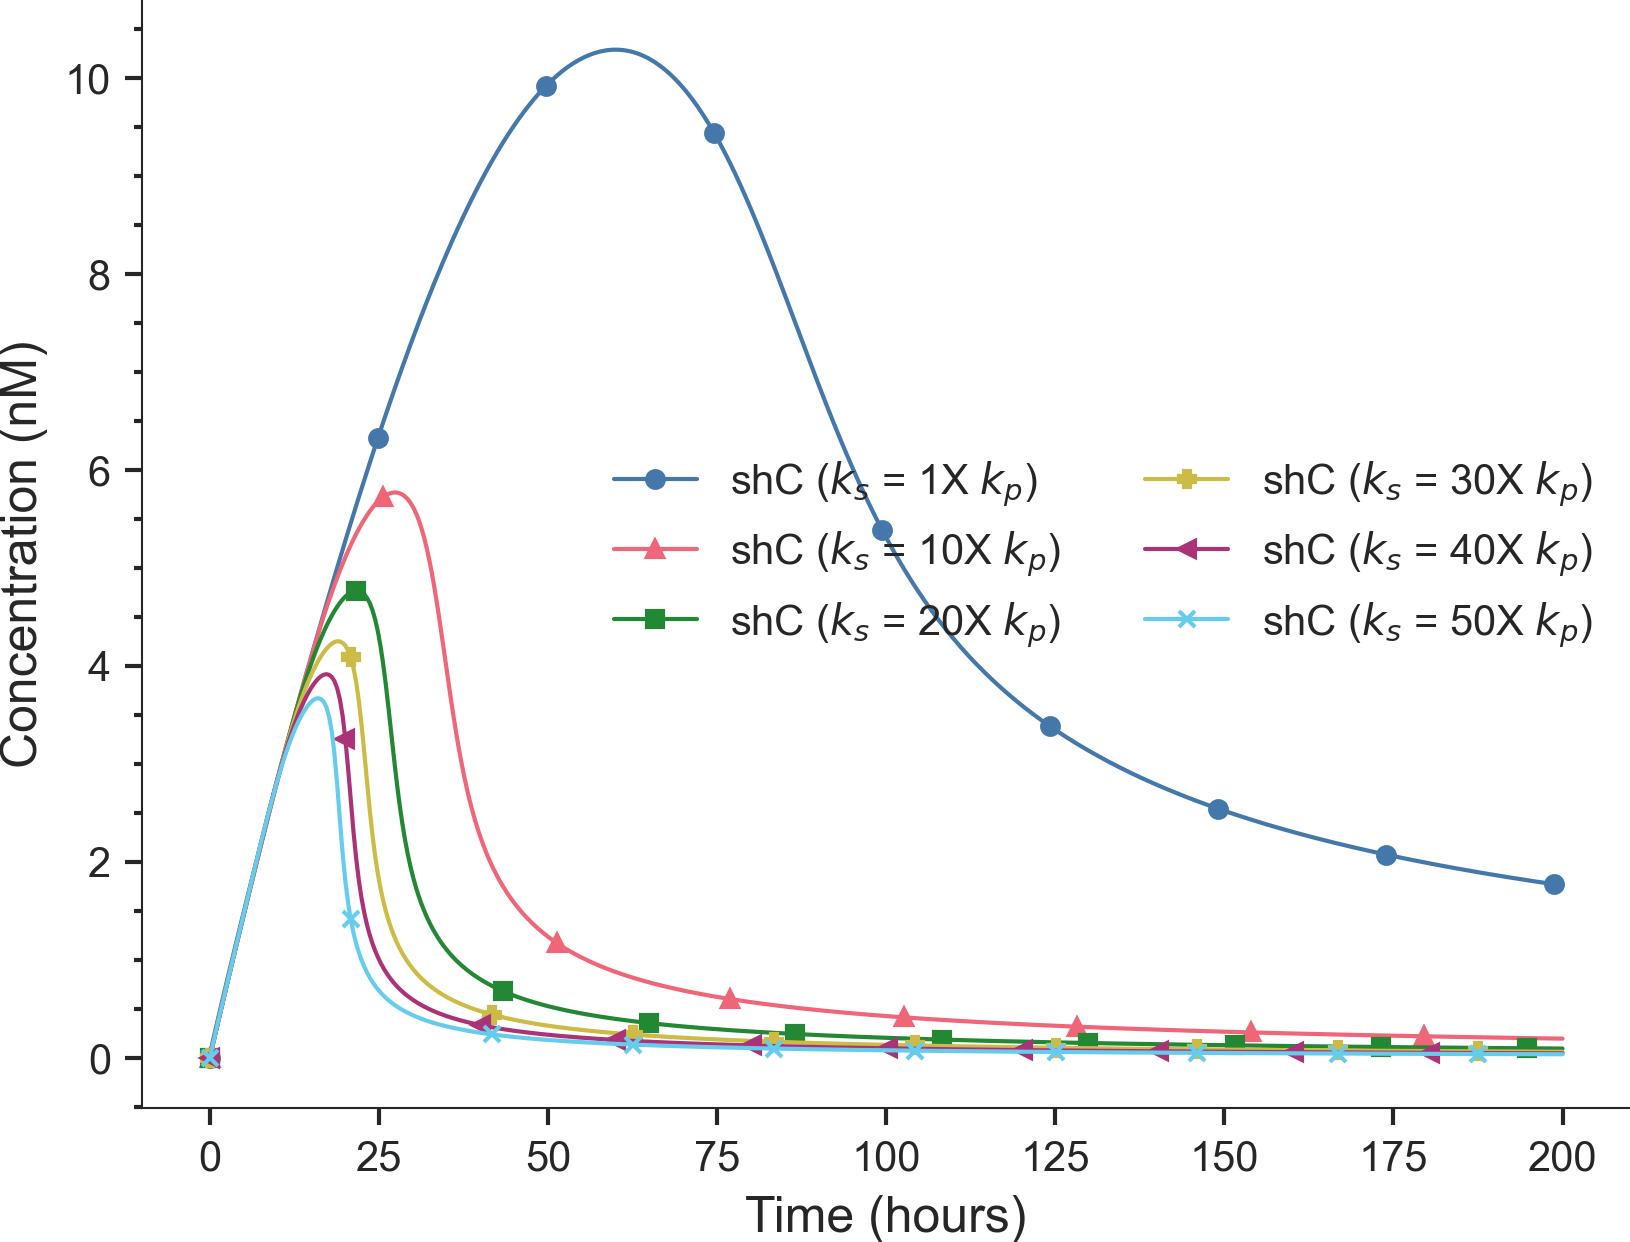 Concentration (nM)
10
8
6
4
2
0
shC (kₛ = 1X kₚ)
shC (kₛ = 10X kₚ)
shC (kₛ = 20X kₚ)
shC (kₛ = 30X kₚ)
shC (kₛ = 40X kₚ)
shC (kₛ = 50X kₚ)
0 25 50 75 100 125 150 175 200
Time (hours)